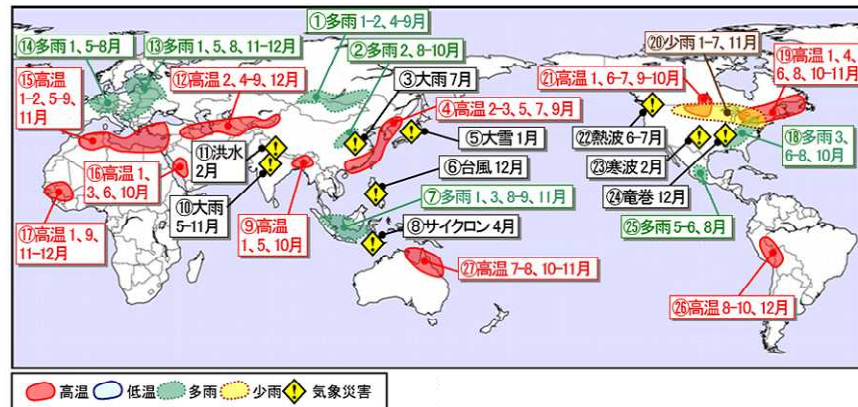 ①多雨 1-2、4-9月
②多雨 2、8-10月
③大雨 7月
④高温 2-3、5、7、9月
⑤大雪 1月
⑥台風 12月
⑦多雨 1、3、8-9、11月
⑧サイクロン 4月
⑨高温
1、5、10月
⑩大雨
5-11月
⑪洪水
2月
⑫高温 2、4-9、12月
⑬多雨 1、5、8、11-12月
⑭多雨 1、5-8月
⑮高温
1-2、5-9、
11月
⑯高温 1、
3、6、10月
⑰高温 1、9、
11-12月
⑱多雨 3、
6-8、10月
⑲高温 1、4、
6、8、10-11月
⑳少雨 1-7、11月
㉑高温 1、6-7、9-10月
㉒熱波 6-7月
㉓寒波 2月
㉔竜巻 12月
㉕多雨 5-6、8月
㉖高温 8-10、12月
㉗高温 7-8、10-11月
高温 低温 多雨 少雨 気象災害